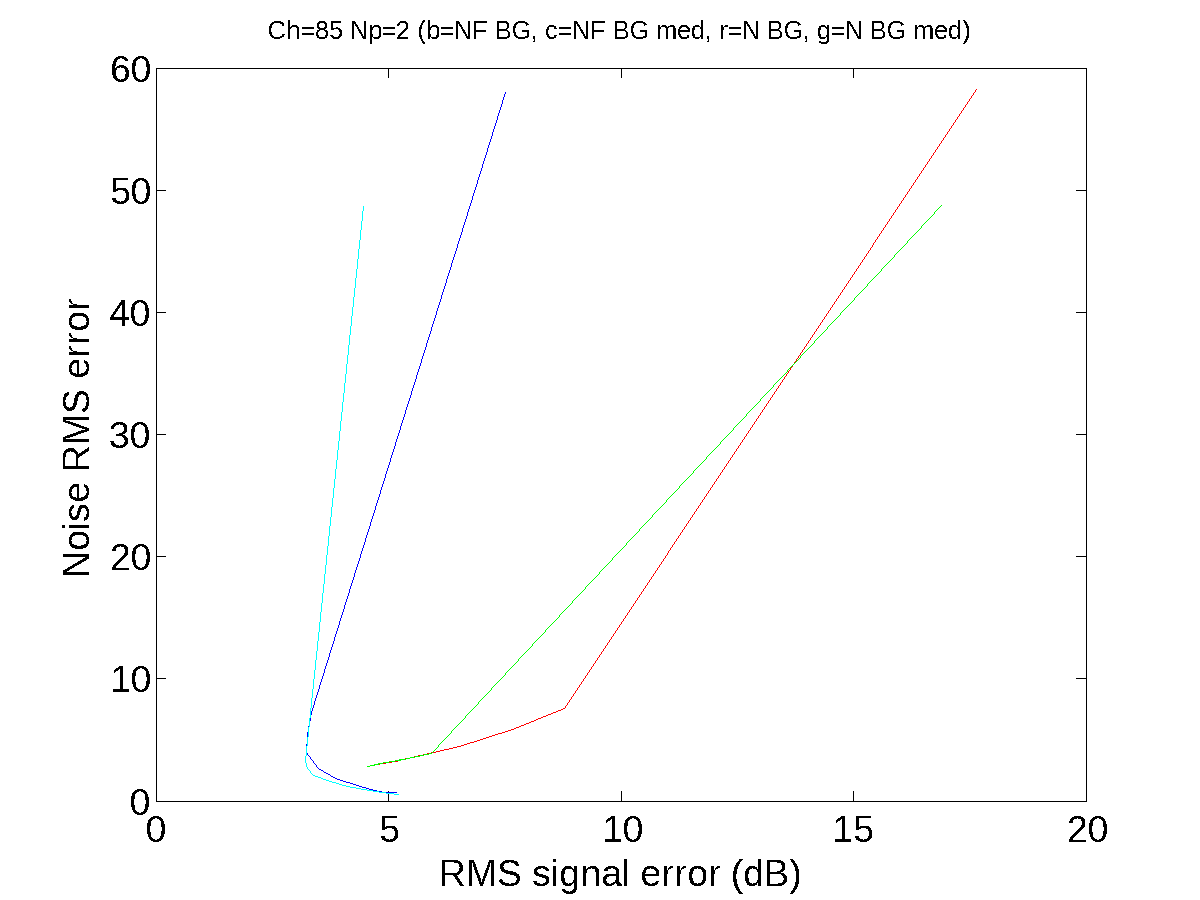 Ch=85 Np=2 (b=NF BG, c=NF BG med, r=N BG, g=N BG med)
60
50
40
30
20
10
0
Noise RMS error
0 5 10 15 20
RMS signal error (dB)